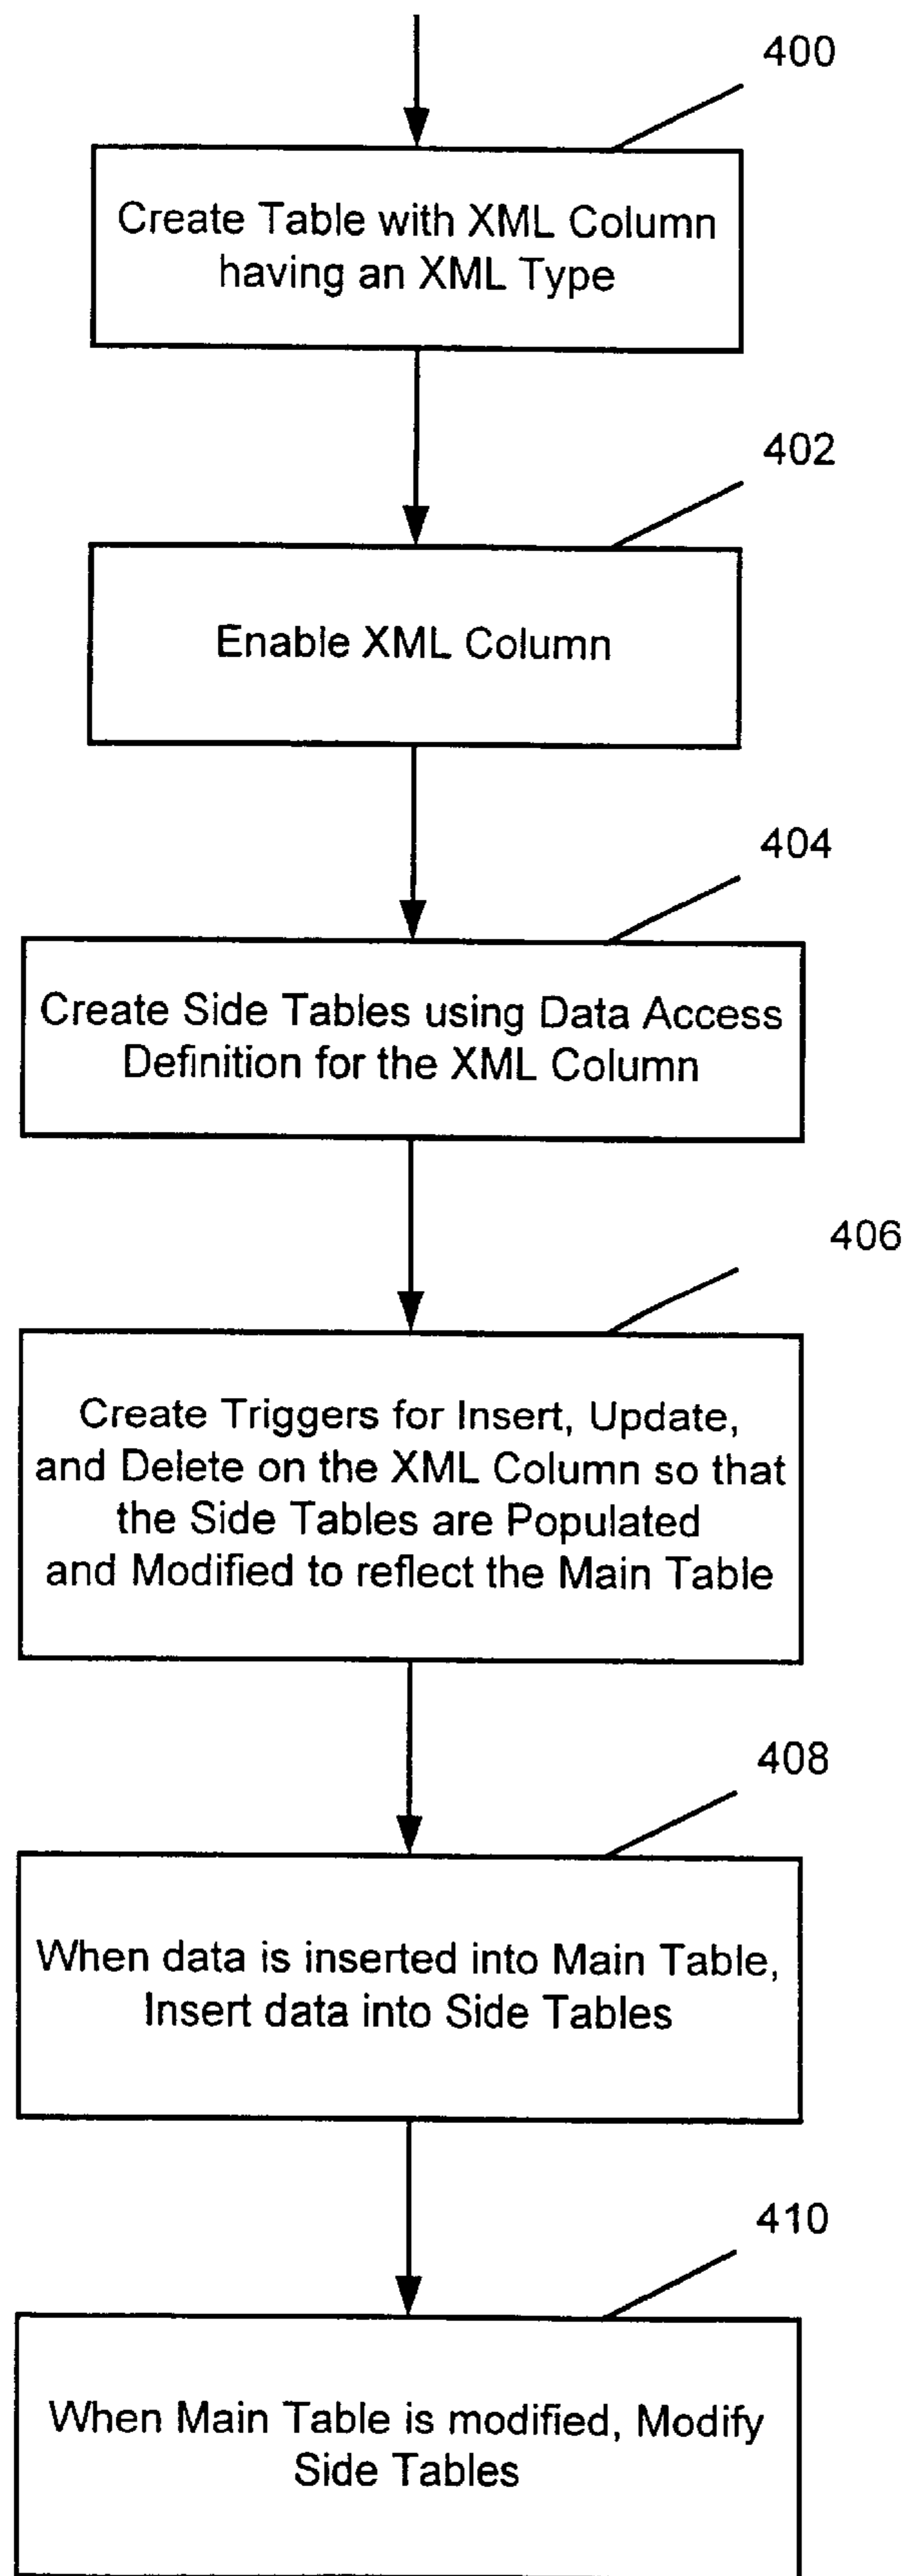 400
Create Table with XML Column
having an XML Type
402
Enable XML Column
404
Create Side Tables using Data Access
Definition for the XML Column
406
Create Triggers for Insert, Update,
and Delete on the XML Column so that
the Side Tables are Populated
and Modified to reflect the Main Table
408
When data is inserted into Main Table,
Insert data into Side Tables
410
When Main Table is modified, Modify
Side Tables